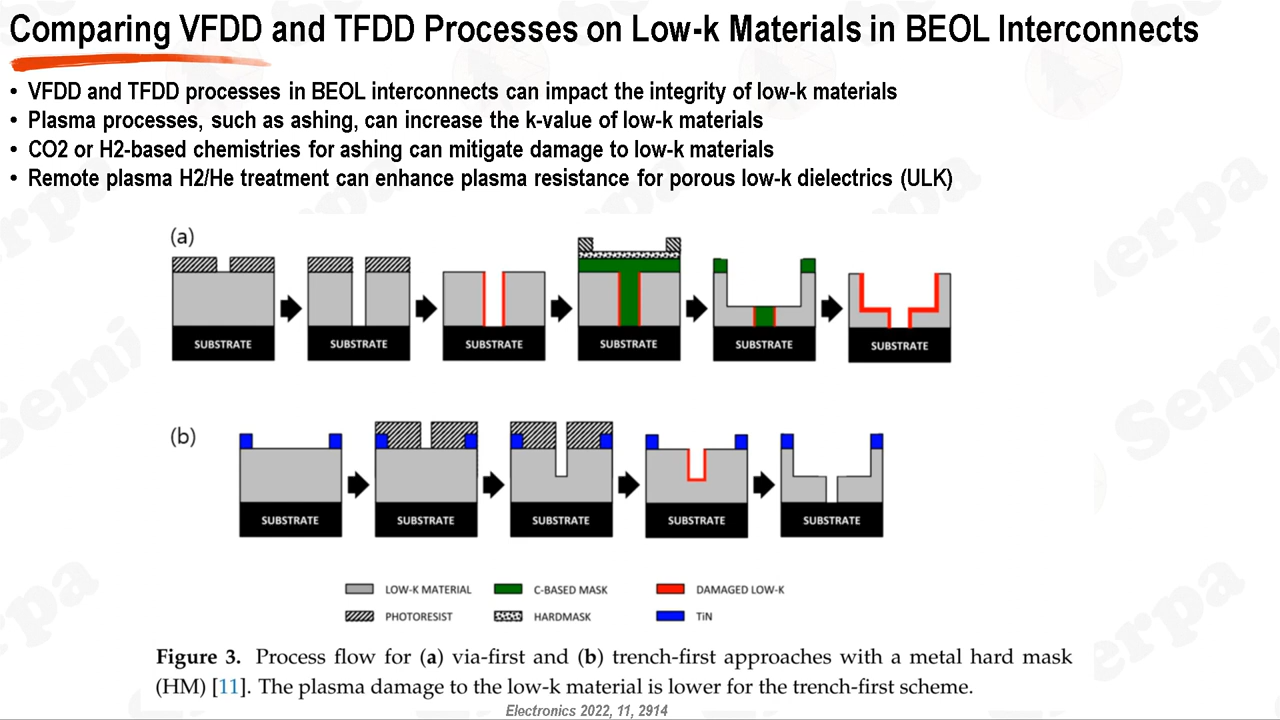 Comparing VFDD and TFDD Processes on Low-k Materials in BEOL Interconnects
• VFDD and TFDD processes in BEOL interconnects can impact the integrity of low-k materials
• Plasma processes, such as ashing, can increase the k-value of low-k materials
• CO2 or H2-based chemistries for ashing can mitigate damage to low-k materials
• Remote plasma H2/He treatment can enhance plasma resistance for porous low-k dielectrics (ULK)
(a)
SUBSTRATE SUBSTRATE SUBSTRATE SUBSTRATE SUBSTRATE SUBSTRATE
(b)
SUBSTRATE SUBSTRATE SUBSTRATE SUBSTRATE SUBSTRATE
LOW-K MATERIAL C-BASED MASK DAMAGED LOW-K
PHOTORESIST HARDMASK TiN
Figure 3. Process flow for (a) via-first and (b) trench-first approaches with a metal hard mask
(HM) [11]. The plasma damage to the low-k material is lower for the trench-first scheme.
Electronics 2022, 11, 2914
Semi
erpa